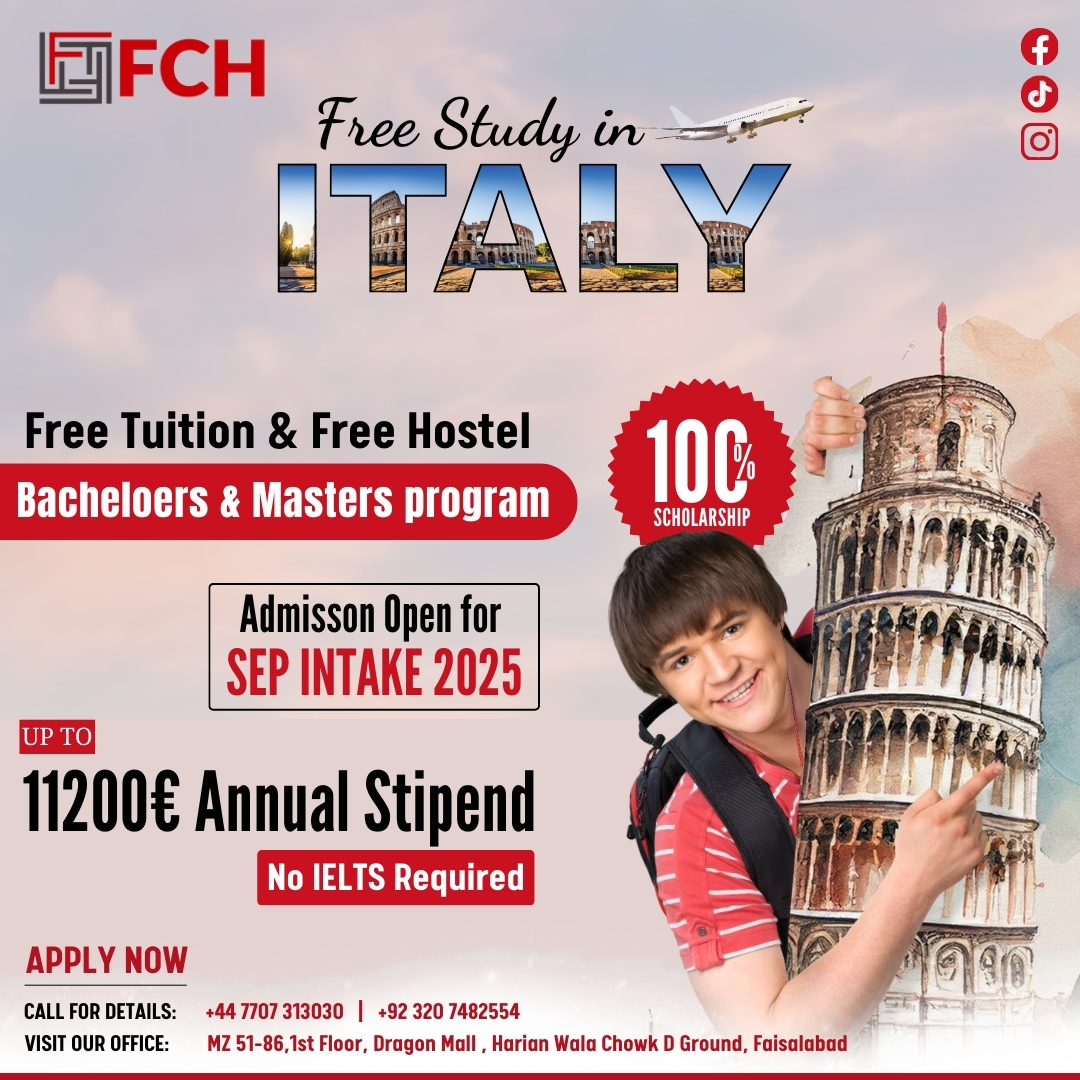 FCH
Free Study in
ITALY
Free Tuition & Free Hostel
Bacheloers & Masters program
100%
SCHOLARSHIP
Admisson Open for
SEP INTAKE 2025
UP TO
11200€ Annual Stipend
No IELTS Required
APPLY NOW
CALL FOR DETAILS: +44 7707 313030 | +92 320 7482554
VISIT OUR OFFICE: MZ 51-86,1st Floor, Dragon Mall , Harian Wala Chowk D Ground, Faisalabad